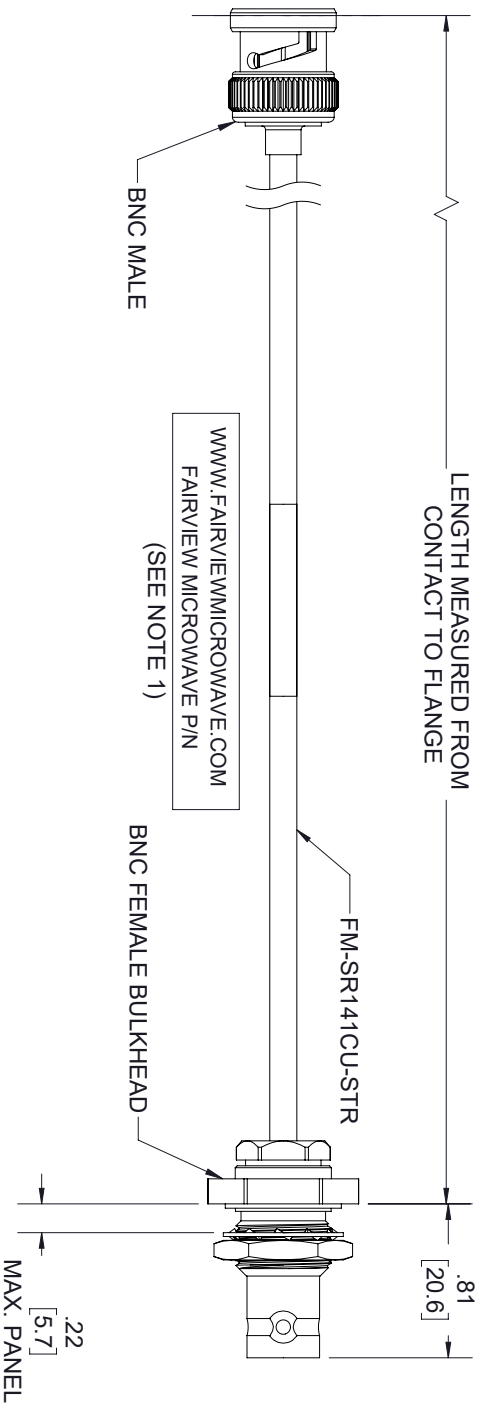 LENGTH MEASURED FROM
CONTACT TO FLANGE
.81
[20.6]
FM-SR141CU-STR
BNC MALE
WWW.FAIRVIEWMICROWAVE.COM
FAIRVIEW MICROWAVE P/N
(SEE NOTE 1)
BNC FEMALE BULKHEAD
.22
[5.7]
MAX. PANEL